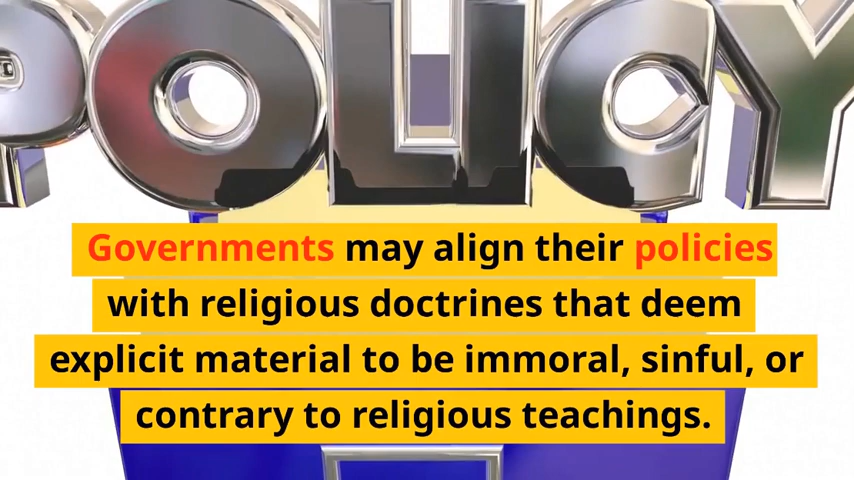 POLICY
Governments may align their policies
with religious doctrines that deem
explicit material to be immoral, sinful, or
contrary to religious teachings.